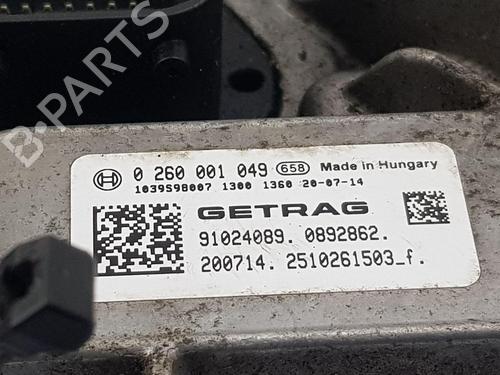 B-PARTS
0 260 001 049 658 Made in Hungary
1039S98007 1300 1360 20-07-14
GETRAG
91024089. 0892862.
200714. 2510261503_f.